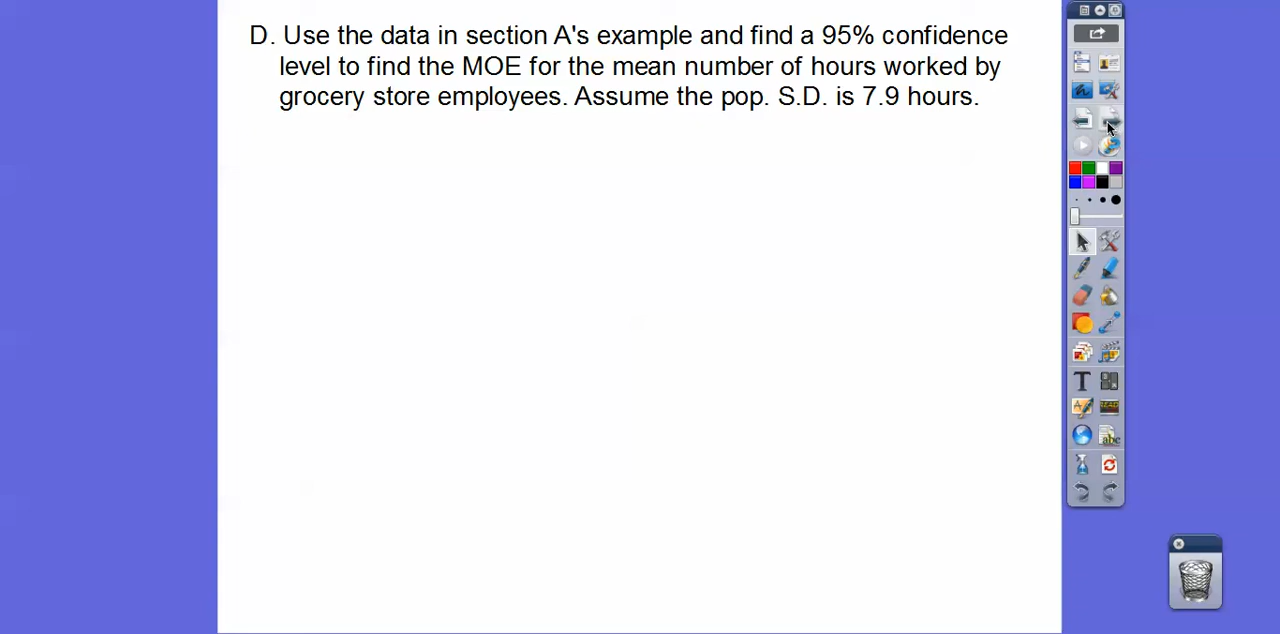 D. Use the data in section A's example and find a 95% confidence
level to find the MOE for the mean number of hours worked by
grocery store employees. Assume the pop. S.D. is 7.9 hours.